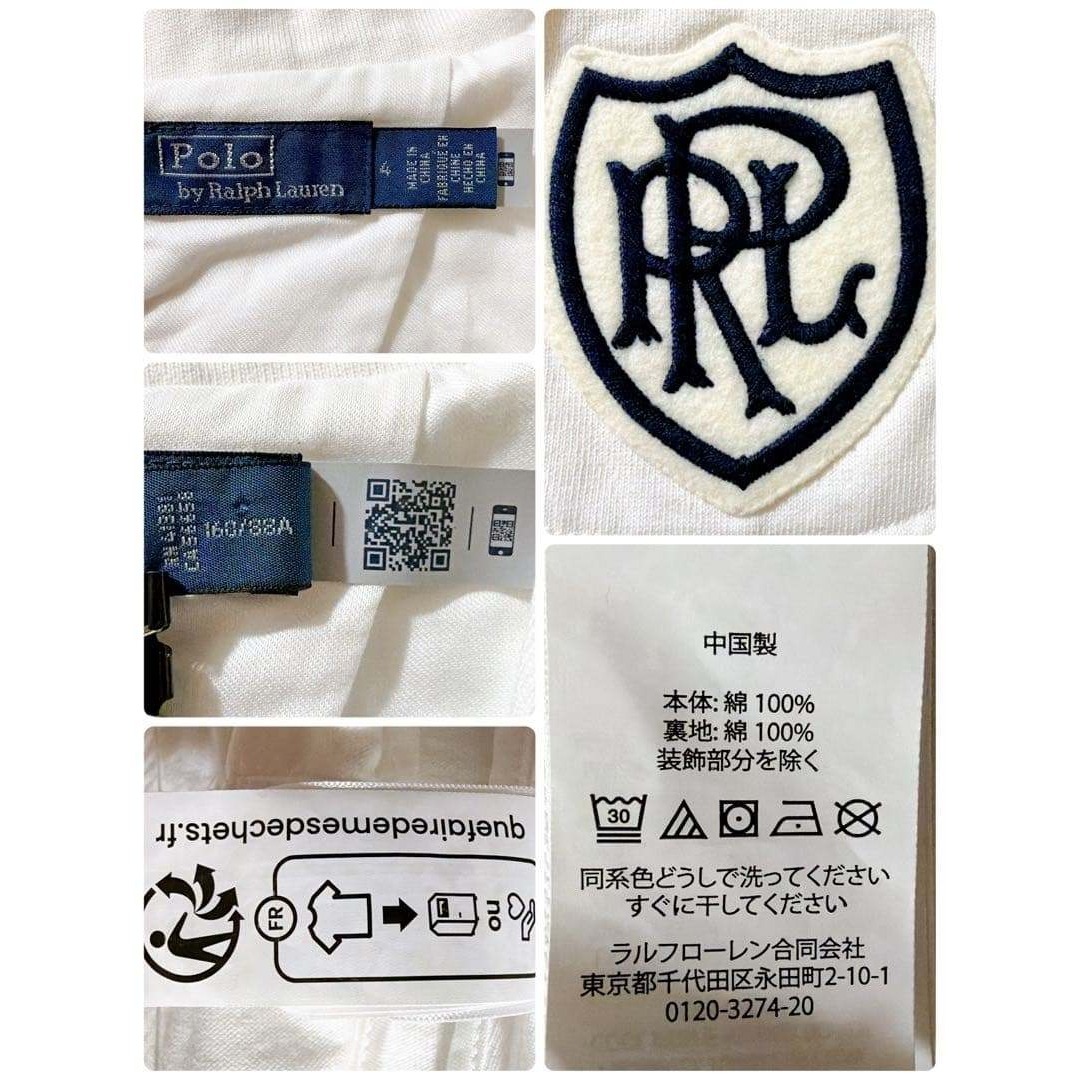 Polo
by Ralph Lauren
4
MADE IN
CHINA
FABRIQUÉ EN
CHINE
HECHO EN
CHINA
RPL
160/88A
quefairedemesdechets.fr
FR
OU
中国製
本体: 綿 100%
裏地: 綿 100%
装飾部分を除く
30
同系色どうしで洗ってください
すぐに干してください
ラルフローレン合同会社
東京都千代田区永田町2-10-1
0120-3274-20